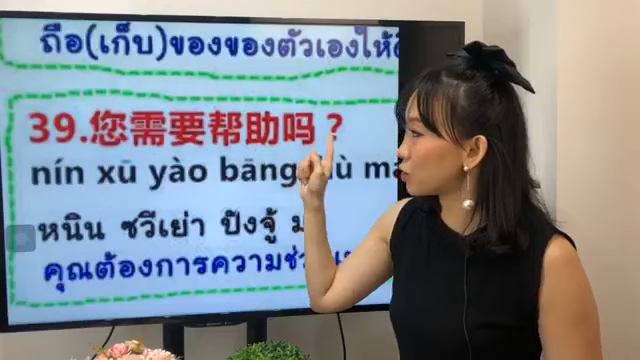 ถือ(เก็บ)ของของตัวเองให้
39.您需要帮助吗？
nín xū yào bāng
หนิน ซวีเย่า ปังจู้
คุณต้องการความช่ว